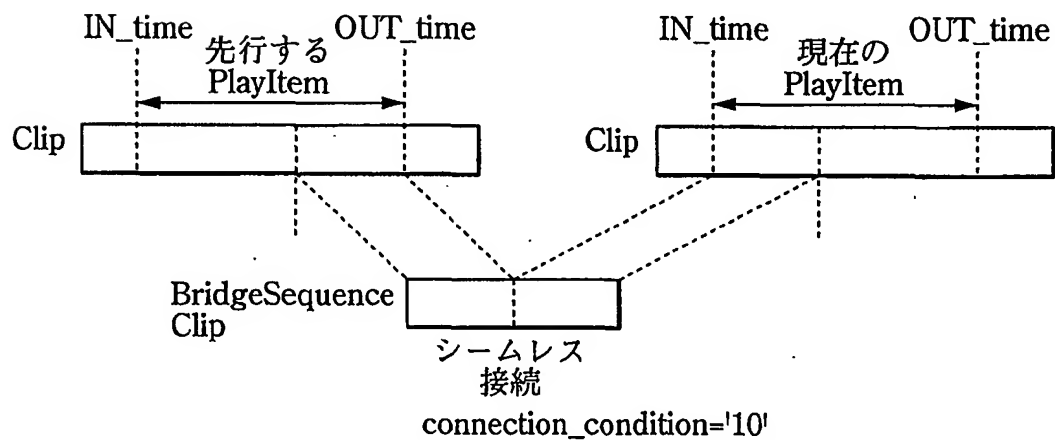 IN_time
OUT_time
先行する
PlayItem
Clip
IN_time
OUT_time
現在の
PlayItem
Clip
BridgeSequence
Clip
シームレス
接続
connection_condition='10'